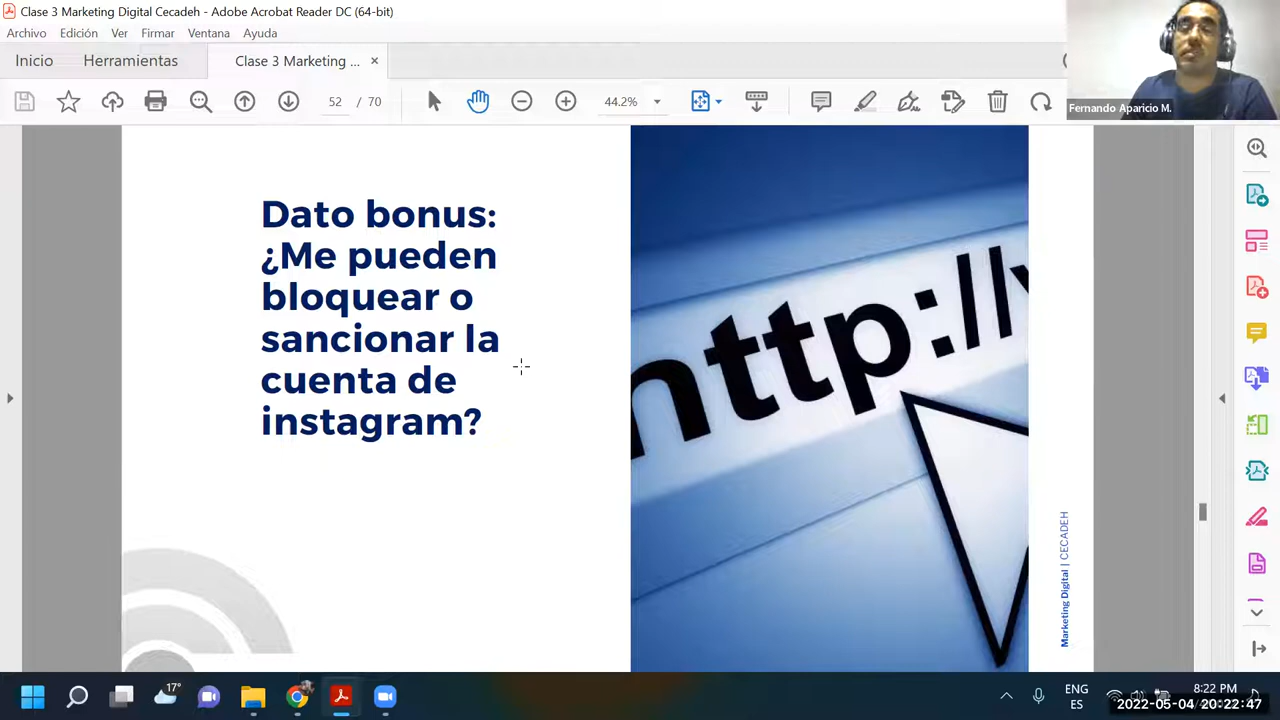 Clase 3 Marketing Digital Cecadeh - Adobe Acrobat Reader DC (64-bit)
Archivo Edición Ver Firmar Ventana Ayuda
Inicio Herramientas Clase 3 Marketing ... ×
52 / 70 44.2%
Fernando Aparicio M.
Dato bonus:
¿Me pueden
bloquear o
sancionar la
cuenta de
instagram?
http://
Marketing Digital | CECADEH
17°
ENG
ES
8:22 PM
2022-05-04 20:22:47